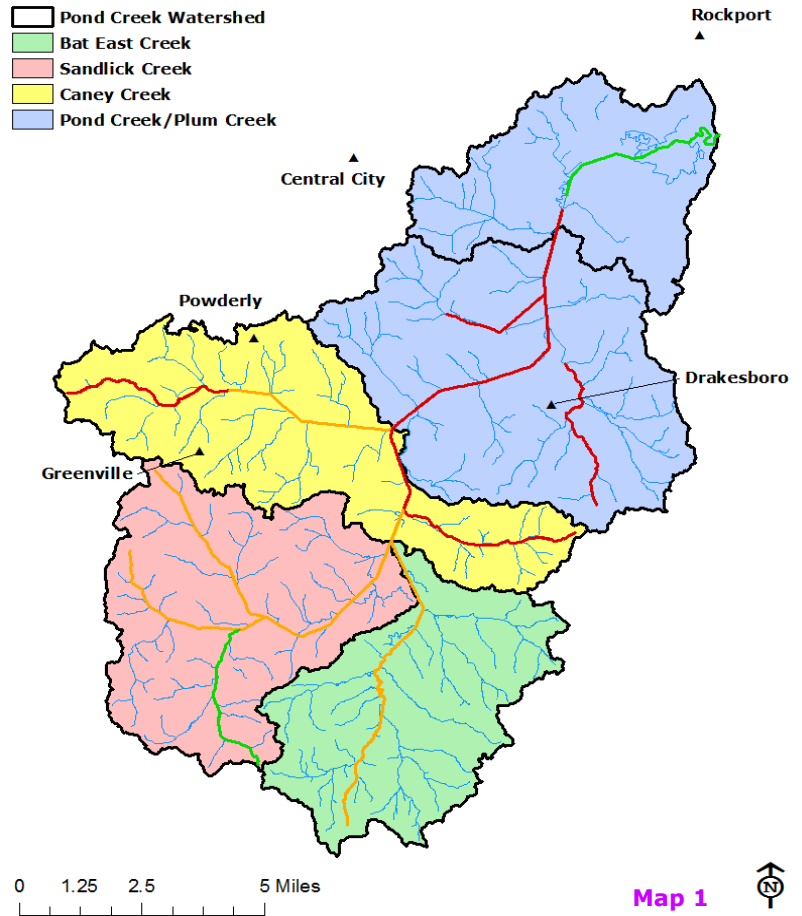 Pond Creek Watershed
Bat East Creek
Sandlick Creek
Caney Creek
Pond Creek/Plum Creek
Rockport
Central City
Powderly
Drakesboro
Greenville
0 1.25 2.5 5 Miles
Map 1
N